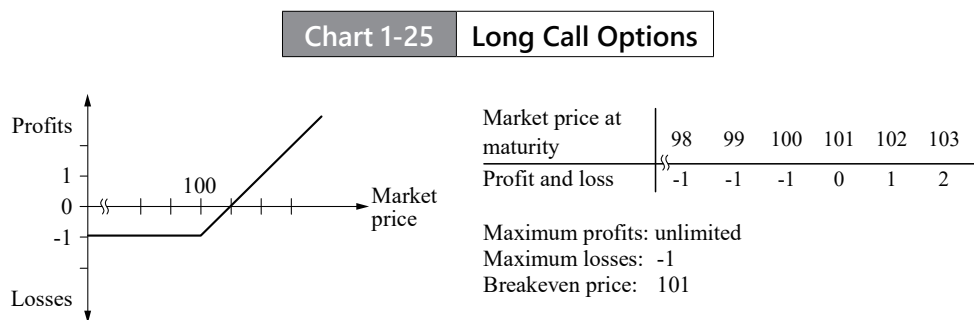 Chart 1-25 Long Call Options
Profits
1
0
-1
Losses
100
Market
price
Market price at
maturity 98 99 100 101 102 103
Profit and loss -1 -1 -1 0 1 2
Maximum profits: unlimited
Maximum losses: -1
Breakeven price: 101